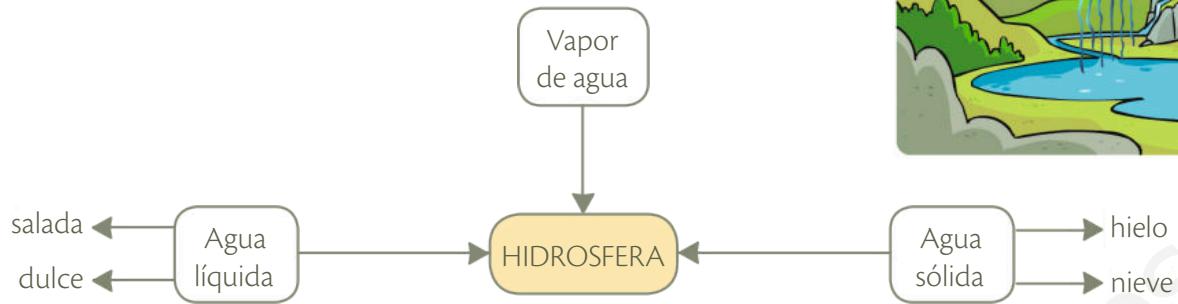 Vapor
de agua
salada
dulce
Agua
líquida
HIDROSFERA
Agua
sólida
hielo
nieve